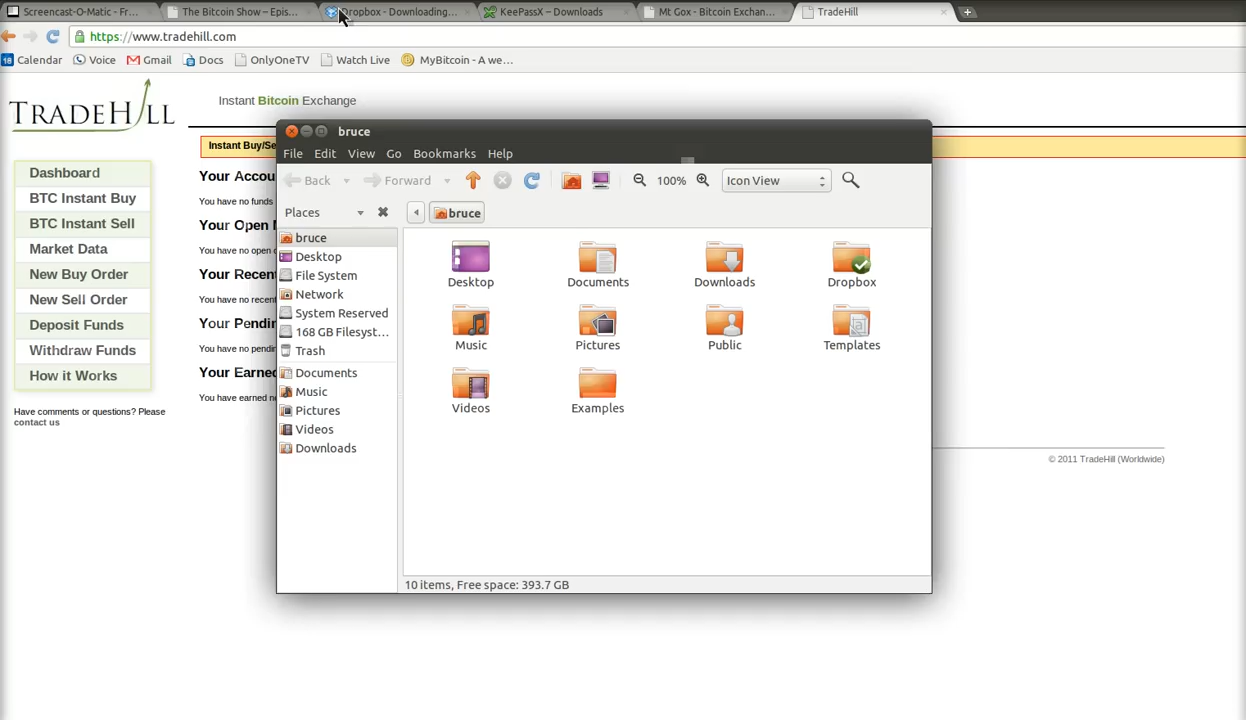 Screencast-O-Matic - Fr... The Bitcoin Show – Epis... Dropbox - Downloading... KeePassX – Downloads Mt Gox - Bitcoin Exchan... TradeHill
https://www.tradehill.com
18 Calendar Voice Gmail Docs OnlyOneTV Watch Live MyBitcoin - A we...
TRADEHILL
Instant Bitcoin Exchange
Instant Buy/Se
Dashboard
BTC Instant Buy
BTC Instant Sell
Market Data
New Buy Order
New Sell Order
Deposit Funds
Withdraw Funds
How it Works
Have comments or questions? Please
contact us
Your Accou
You have no funds
Your Open
You have no open
Your Recent
You have no recent
Your Pendin
You have no pendin
Your Earned
You have earned n
bruce
File Edit View Go Bookmarks Help
Back Forward 100% Icon View
Places bruce
bruce
Desktop
File System
Network
System Reserved
168 GB Filesyst...
Trash
Documents
Music
Pictures
Videos
Downloads
Desktop Documents Downloads Dropbox
Music Pictures Public Templates
Videos Examples
10 items, Free space: 393.7 GB
© 2011 TradeHill (Worldwide)